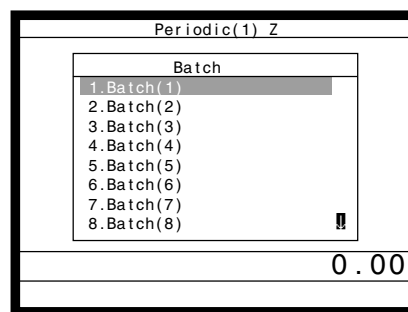 Periodic(1) Z
Batch
1.Batch(1)
2.Batch(2)
3.Batch(3)
4.Batch(4)
5.Batch(5)
6.Batch(6)
7.Batch(7)
8.Batch(8)
0.00